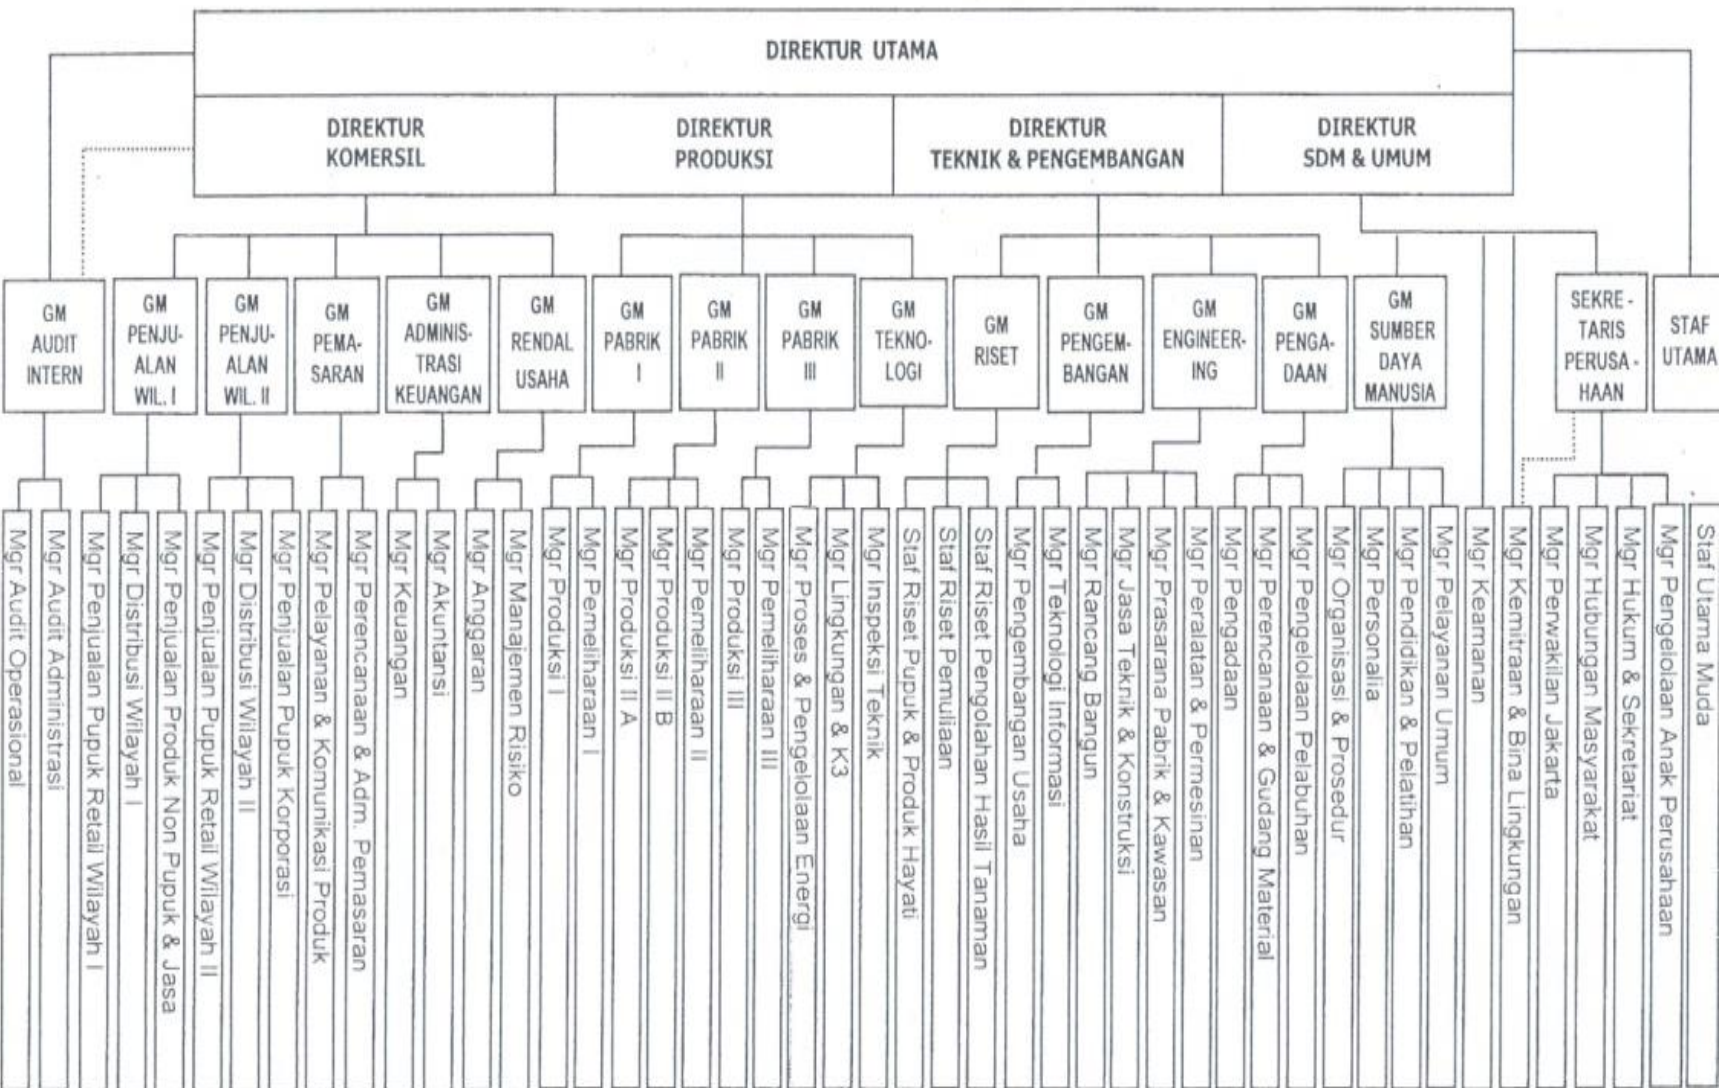 DIREKTUR UTAMA
DIREKTUR
KOMERSIL
DIREKTUR
PRODUKSI
DIREKTUR
TEKNIK & PENGEMBANGAN
DIREKTUR
SDM & UMUM
GM
AUDIT
INTERN
GM
PENJU-
ALAN
WIL. I
GM
PENJU-
ALAN
WIL. II
GM
PEMA-
SARAN
GM
ADMINIS-
TRASI
KEUANGAN
GM
RENDAL
USAHA
GM
PABRIK
I
GM
PABRIK
II
GM
PABRIK
III
GM
TEKNO-
LOGI
GM
RISET
GM
PENGEM-
BANGAN
GM
ENGINEER-
ING
GM
PENGA-
DAAN
GM
SUMBER
DAYA
MANUSIA
SEKRE-
TARIS
PERUSA-
HAAN
STAF
UTAMA
Mgr Audit Operasional
Mgr Audit Administrasi
Mgr Penjualan Pupuk Retail Wilayah I
Mgr Distribusi Wilayah I
Mgr Penjualan Produk Non Pupuk & Jasa
Mgr Penjualan Pupuk Retail Wilayah II
Mgr Distribusi Wilayah II
Mgr Penjualan Pupuk Korporasi
Mgr Pelayanan & Komunikasi Produk
Mgr Perencanaan & Adm. Pemasaran
Mgr Keuangan
Mgr Akuntansi
Mgr Anggaran
Mgr Manajemen Risiko
Mgr Produksi I
Mgr Pemeliharaan I
Mgr Produksi II A
Mgr Produksi II B
Mgr Pemeliharaan II
Mgr Produksi III
Mgr Pemeliharaan III
Mgr Proses & Pengelolaan Energi
Mgr Lingkungan & K3
Mgr Inspeksi Teknik
Staf Riset Pupuk & Produk Hayati
Staf Riset Pemuliaan
Staf Riset Pengolahan Hasil Tanaman
Mgr Pengembangan Usaha
Mgr Teknologi Informasi
Mgr Rancang Bangun
Mgr Jasa Teknik & Konstruksi
Mgr Prasarana Pabrik & Kawasan
Mgr Peralatan & Permesinan
Mgr Pengadaan
Mgr Perencanaan & Gudang Material
Mgr Pengelolaan Pelabuhan
Mgr Organisasi & Prosedur
Mgr Personalia
Mgr Pendidikan & Pelatihan
Mgr Pelayanan Umum
Mgr Keamanan
Mgr Kemitraan & Bina Lingkungan
Mgr Perwakilan Jakarta
Mgr Hubungan Masyarakat
Mgr Hukum & Sekretariat
Mgr Pengelolaan Anak Perusahaan
Staf Utama Muda